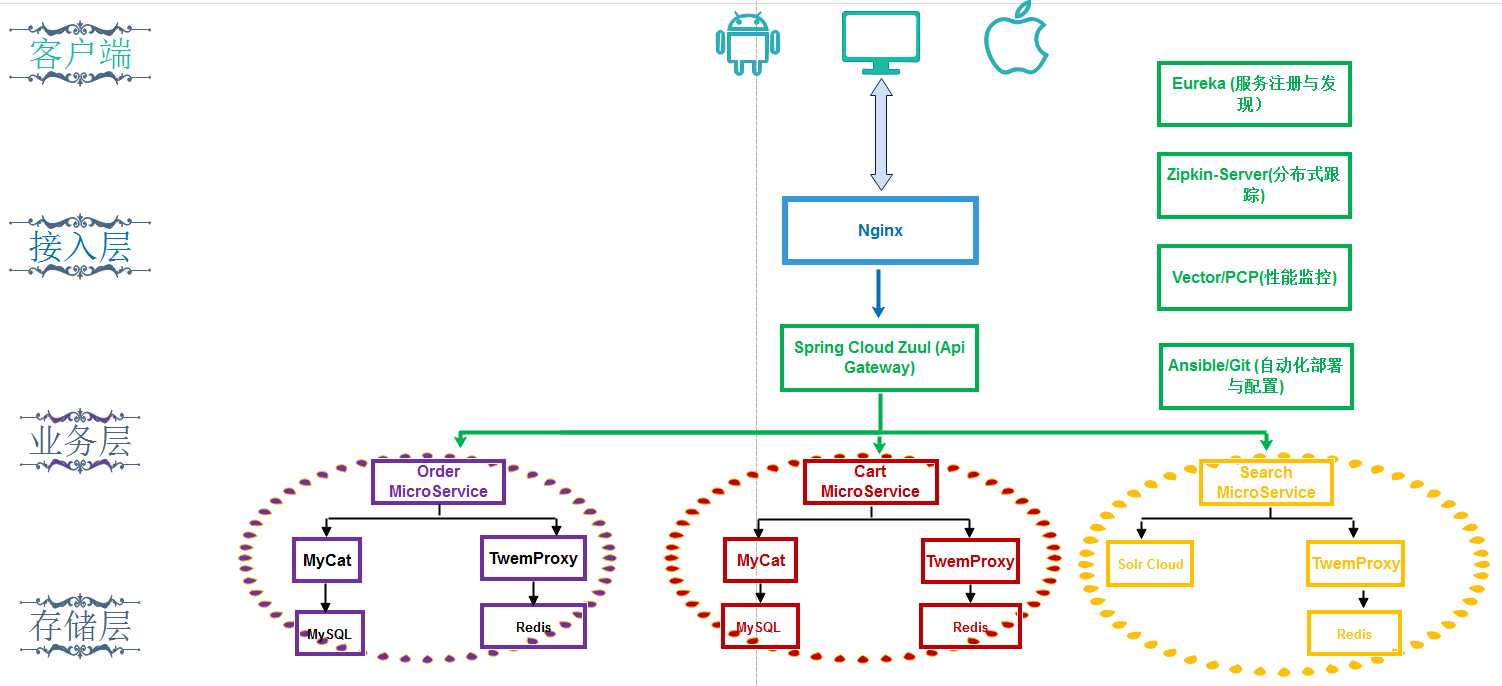 客户端
Eureka (服务注册与发
现）
Zipkin-Server(分布式跟
踪)
接入层
Nginx
Vector/PCP(性能监控)
Spring Cloud Zuul (Api
Gateway)
Ansible/Git (自动化部署
与配置)
业务层
Order
MicroService
Cart
MicroService
Search
MicroService
MyCat
TwemProxy
MyCat
TwemProxy
Solr Cloud
TwemProxy
存储层
MySQL
Redis
MySQL
Redis
Redis